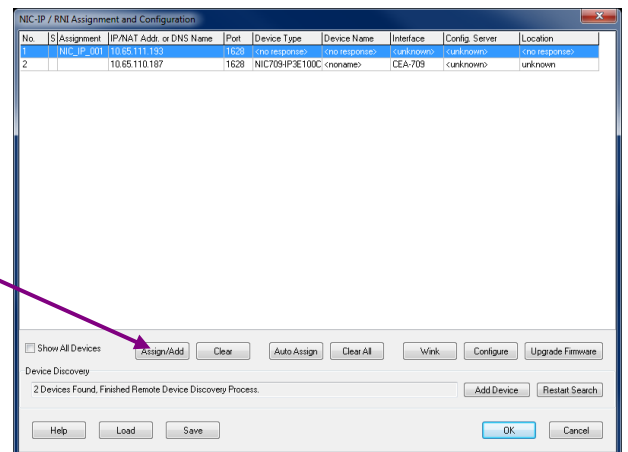 NIC-IP / RNI Assignment and Configuration
No. S Assignment IP/NAT Addr. or DNS Name Port Device Type Device Name Interface Config. Server Location
1 NIC_IP_001 10.65.111.193 1628 <no response> <no response> <unknown> <unknown> <no response>
2 10.65.110.187 1628 NIC709-IP3E100C <noname> CEA-709 <unknown> unknown
Show All Devices Assign/Add Clear Auto Assign Clear All Wink Configure Upgrade Firmware
Device Discovery
2 Devices Found, Finished Remote Device Discovery Process. Add Device Restart Search
Help Load Save OK Cancel